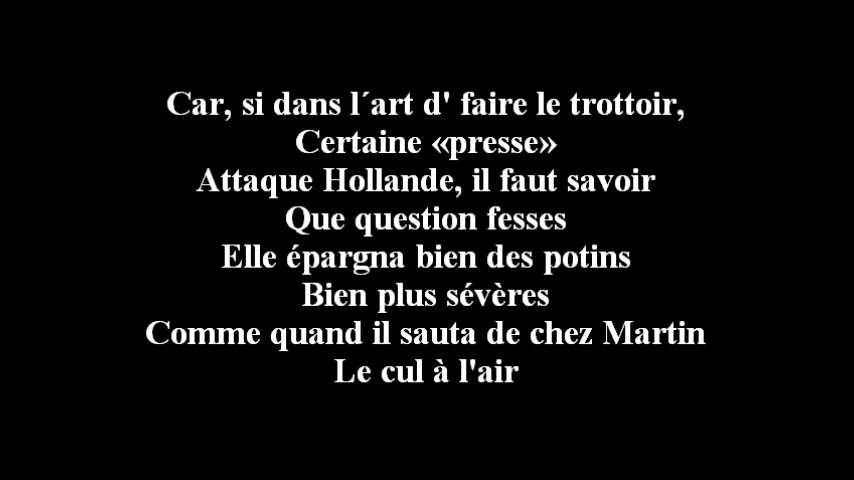 Car, si dans l´art d' faire le trottoir,
Certaine «presse»
Attaque Hollande, il faut savoir
Que question fesses
Elle épargna bien des potins
Bien plus sévères
Comme quand il sauta de chez Martin
Le cul à l'air